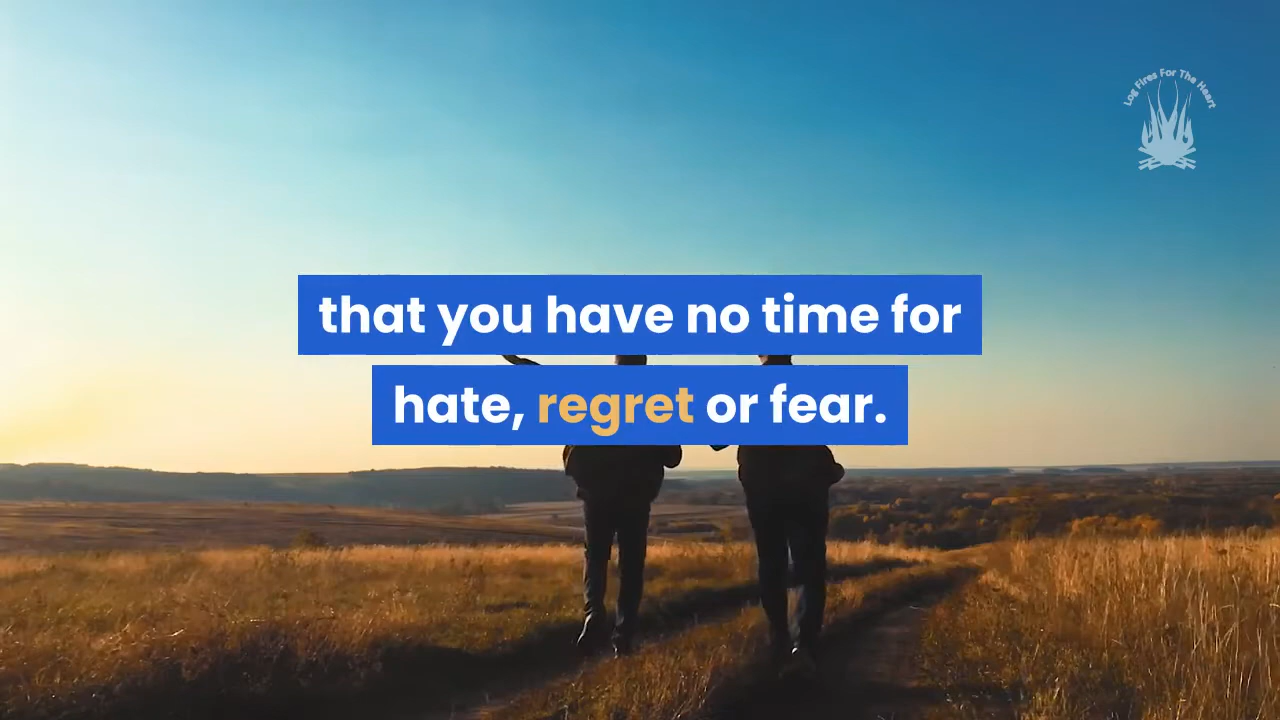 Log Fires For The Heart
that you have no time for
hate, regret or fear.